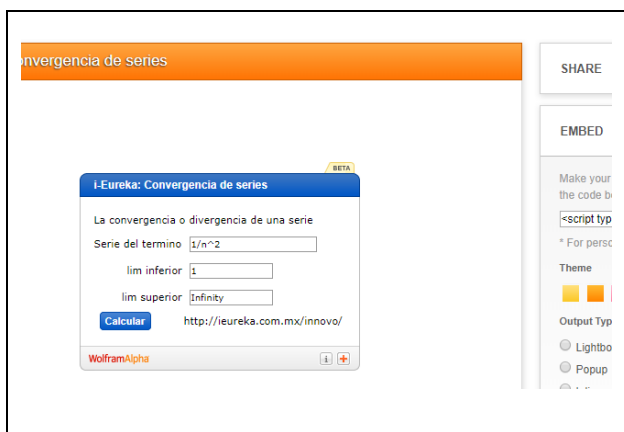 onvergencia de series
SHARE
EMBED
Make your
the code b
<script typ
* For perso
Theme
Output Typ
Lightbo
Popup
BETA
i-Eureka: Convergencia de series
La convergencia o divergencia de una serie
Serie del termino 1/n^2
lim inferior 1
lim superior Infinity
Calcular http://ieureka.com.mx/innovo/
WolframAlpha i +